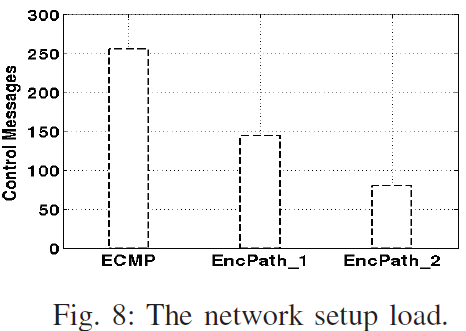 300
250
200
150
100
50
0
Control Messages
ECMP EncPath_1 EncPath_2
Fig. 8: The network setup load.